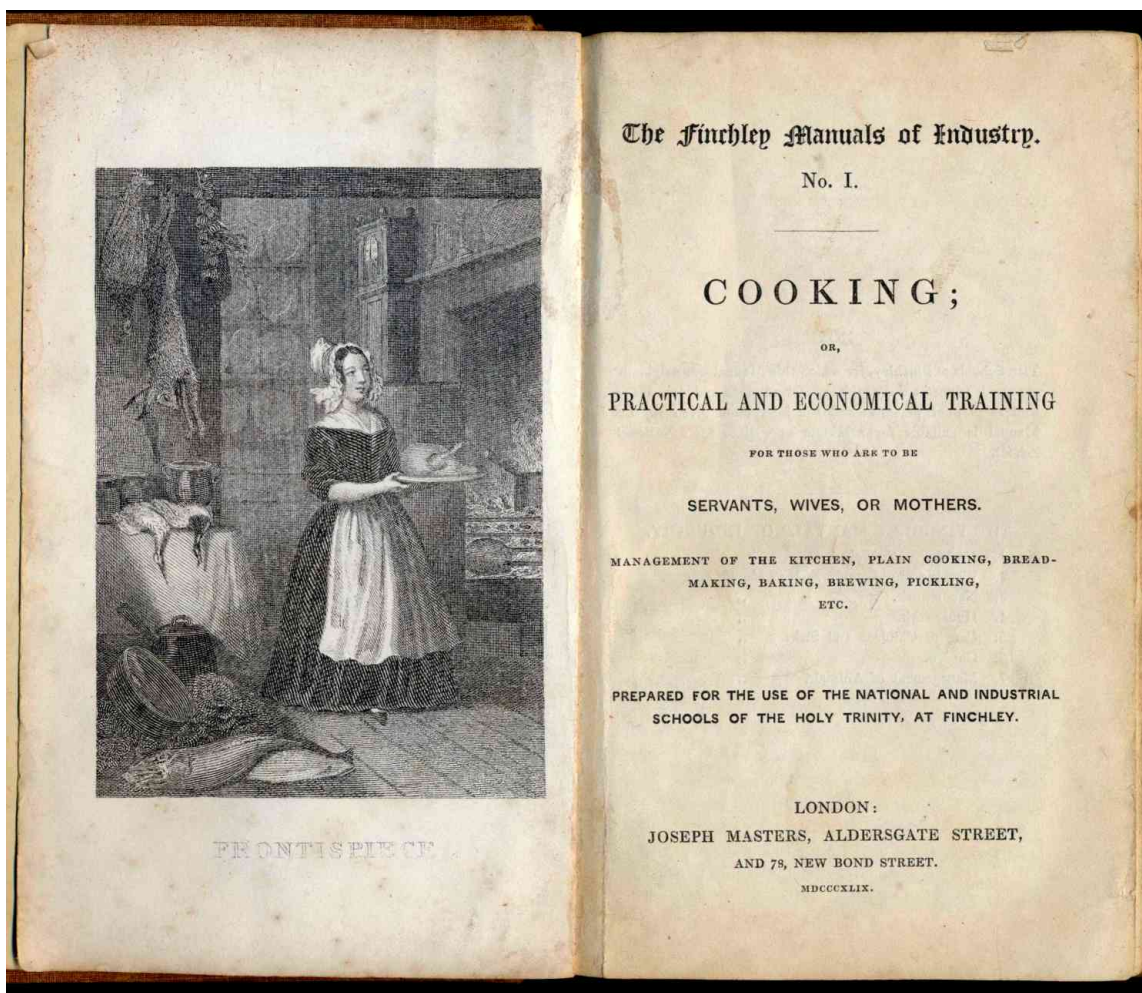 FRONTISPIECE
The Finchley Manuals of Industry.
No. I.
COOKING;
OR,
PRACTICAL AND ECONOMICAL TRAINING
FOR THOSE WHO ARE TO BE
SERVANTS, WIVES, OR MOTHERS.
MANAGEMENT OF THE KITCHEN, PLAIN COOKING, BREAD-
MAKING, BAKING, BREWING, PICKLING,
ETC.
PREPARED FOR THE USE OF THE NATIONAL AND INDUSTRIAL
SCHOOLS OF THE HOLY TRINITY, AT FINCHLEY.
LONDON:
JOSEPH MASTERS, ALDERSGATE STREET,
AND 78, NEW BOND STREET.
MDCCCXLIX.